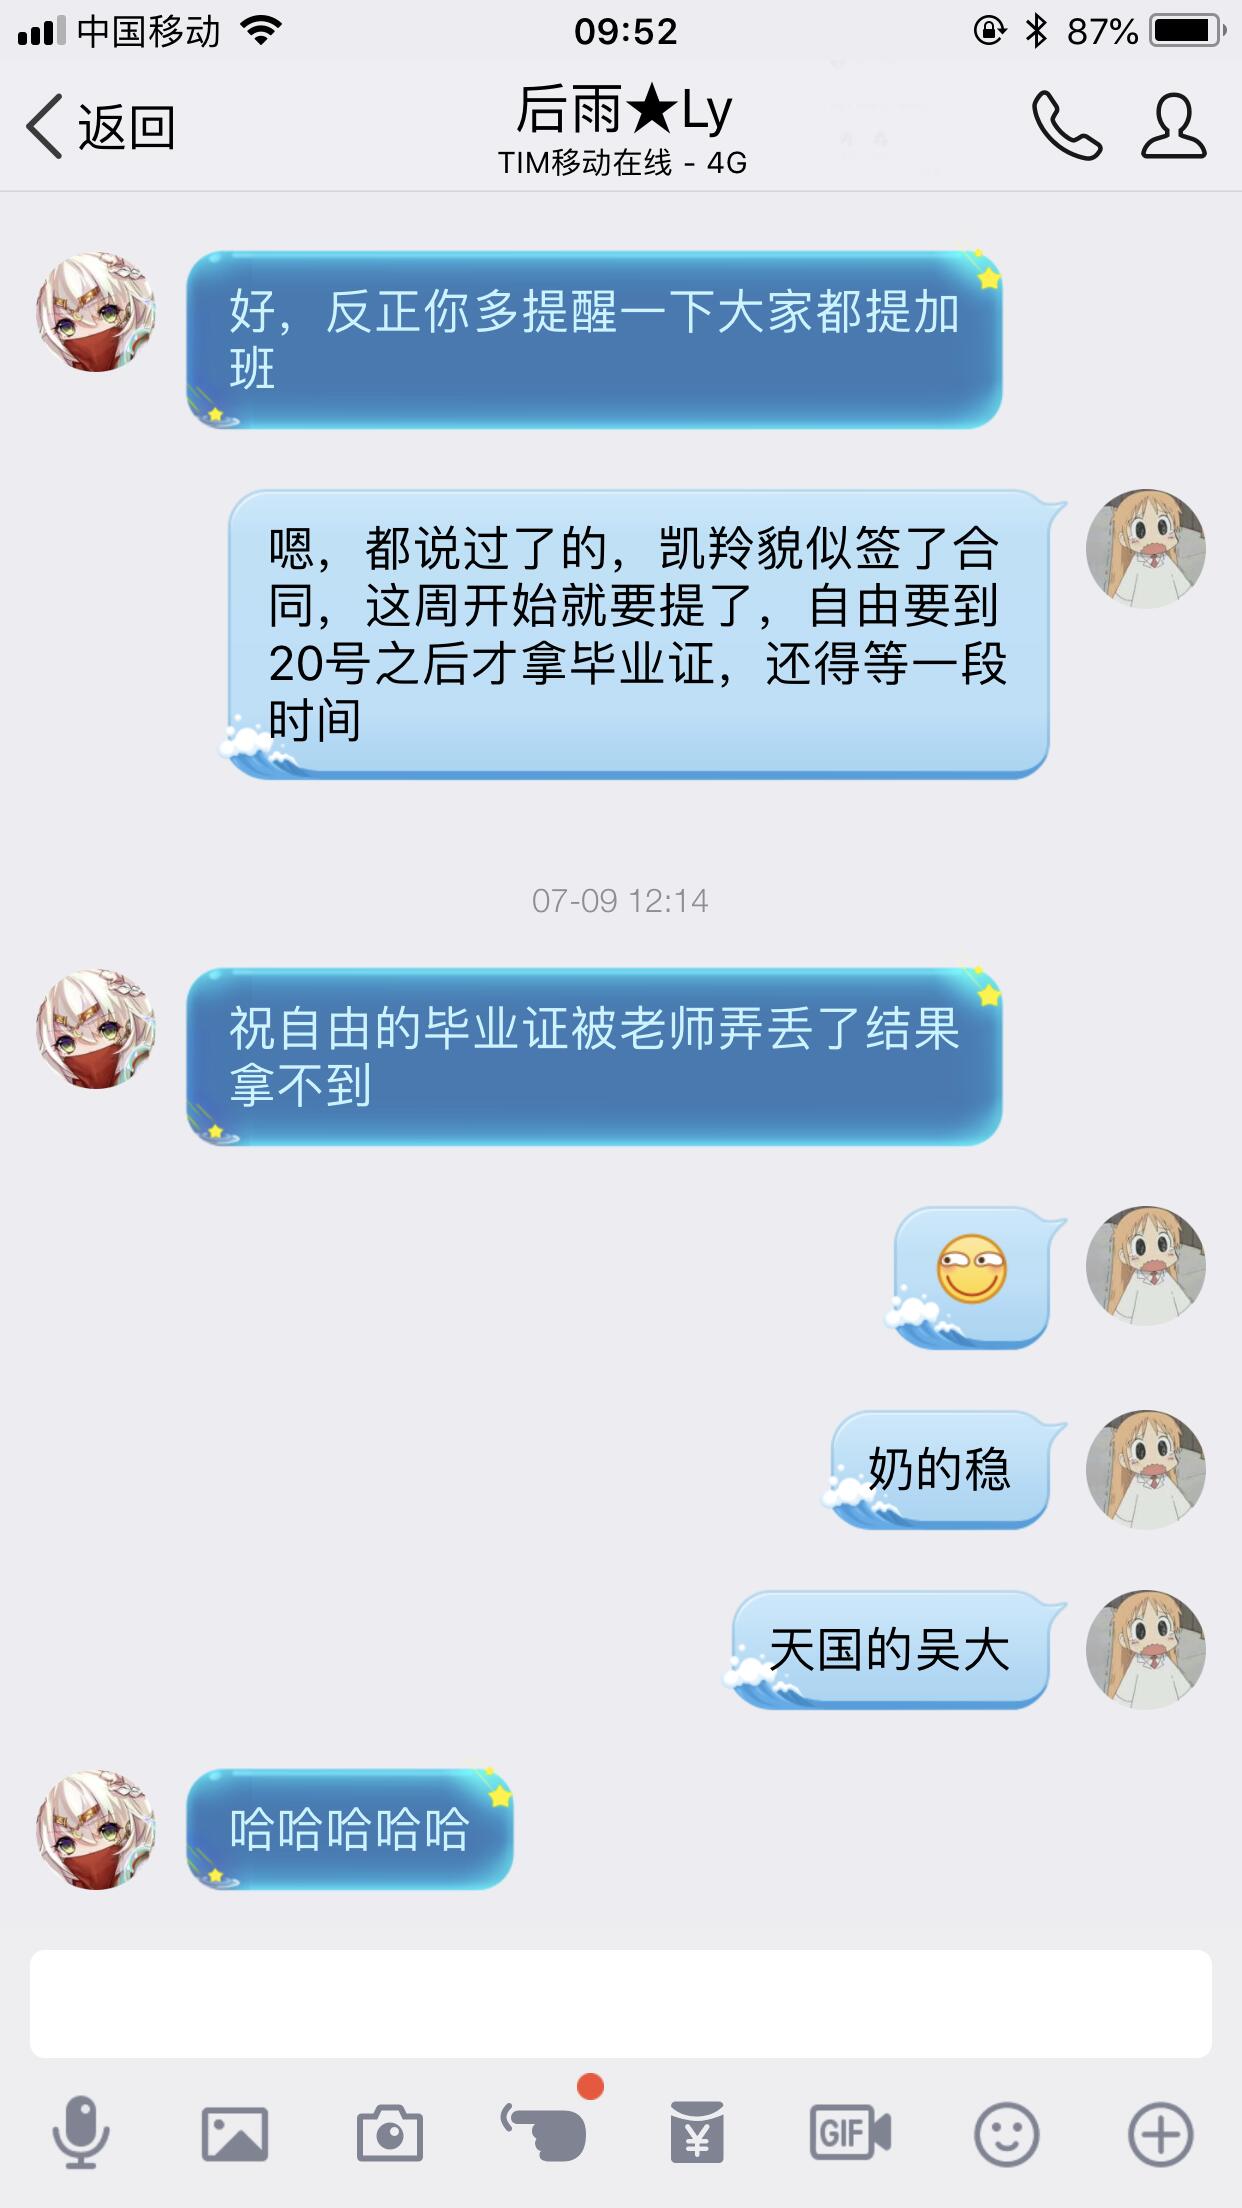 中国移动
09:52
87%
返回
后雨★Ly
TIM移动在线 - 4G
好，反正你多提醒一下大家都提加
班
嗯，都说过了的，凯羚貌似签了合
同，这周开始就要提了，自由要到
20号之后才拿毕业证，还得等一段
时间
07-09 12:14
祝自由的毕业证被老师弄丢了结果
拿不到
奶的稳
天国的吴大
哈哈哈哈哈
GIF